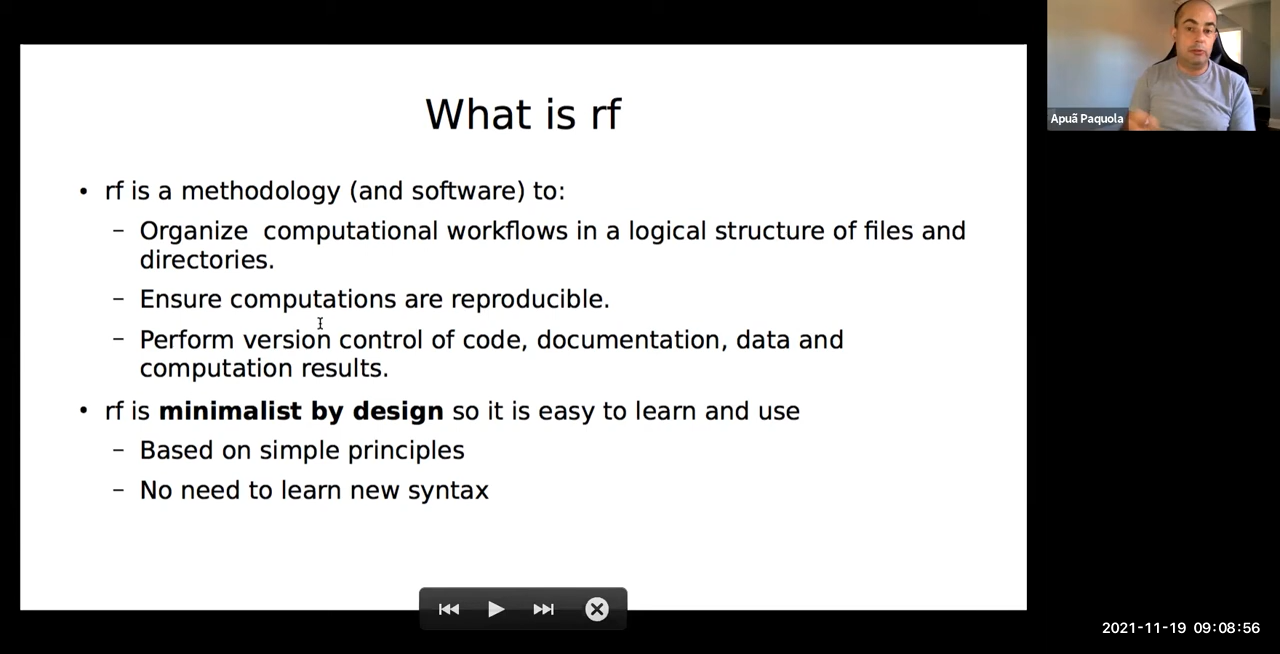 What is rf
• rf is a methodology (and software) to:
– Organize  computational workflows in a logical structure of files and
directories.
– Ensure computations are reproducible.
– Perform version control of code, documentation, data and
computation results.
• rf is minimalist by design so it is easy to learn and use
– Based on simple principles
– No need to learn new syntax
Apuã Paquola
2021-11-19 09:08:56